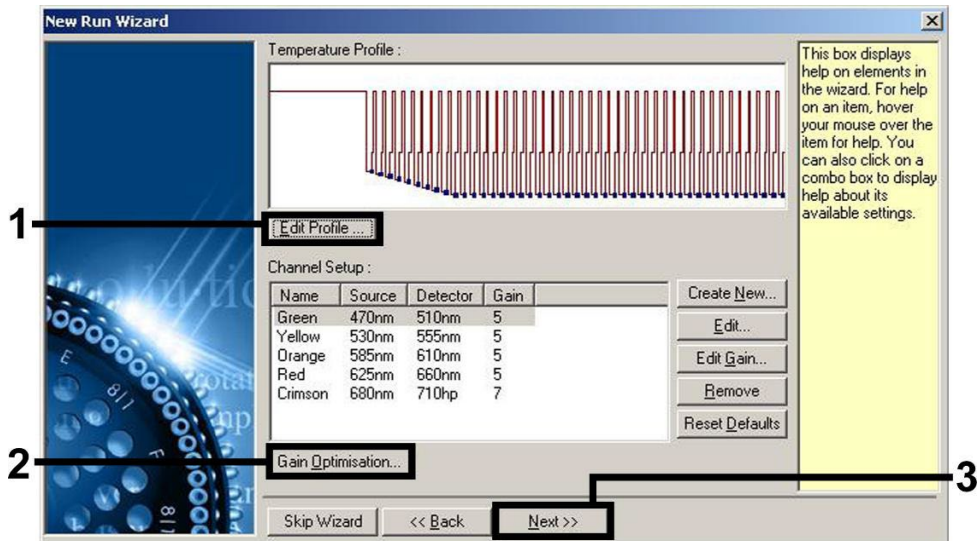 New Run Wizard
Temperature Profile :
This box displays
help on elements in
the wizard. For help
on an item, hover
your mouse over the
item for help. You
can also click on a
combo box to display
help about its
available settings.
1
Edit Profile ...
Channel Setup :
Name Source Detector Gain
Green 470nm 510nm 5
Yellow 530nm 555nm 5
Orange 585nm 610nm 5
Red 625nm 660nm 5
Crimson 680nm 710hp 7
Create New...
Edit...
Edit Gain...
Remove
Reset Defaults
2
Gain Optimisation...
3
Skip Wizard
<< Back
Next >>
E
8|1
F
8|1